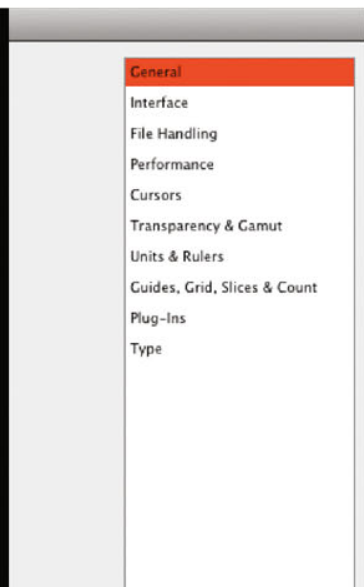 General
Interface
File Handling
Performance
Cursors
Transparency & Gamut
Units & Rulers
Guides, Grid, Slices & Count
Plug-Ins
Type